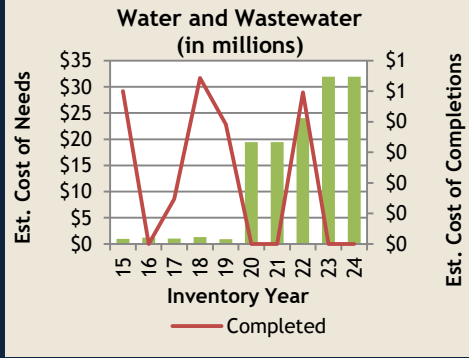 Water and Wastewater
(in millions)
Est. Cost of Needs
$35
$30
$25
$20
$15
$10
$5
$0
$1
$1
$0
$0
$0
$0
$0
Est. Cost of Completions
15 16 17 18 19 20 21 22 23 24
Inventory Year
Completed